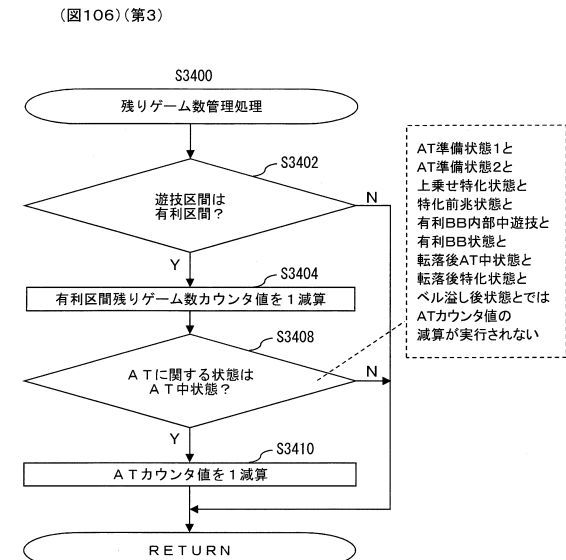 (図106)(第3)
S3400
残りゲーム数管理処理
S3402
遊技区間は
有利区間?
N
Y
S3404
有利区間残りゲーム数カウンタ値を1減算
S3408
ATに関する状態は
AT中状態?
N
Y
S3410
ATカウンタ値を1減算
RETURN
AT準備状態1と
AT準備状態2と
上乗せ特化状態と
特化前兆状態と
有利BB内部中遊技と
有利BB状態と
転落後AT中状態と
転落後特化状態と
ベル溢し後状態とでは
ATカウンタ値の
減算が実行されない